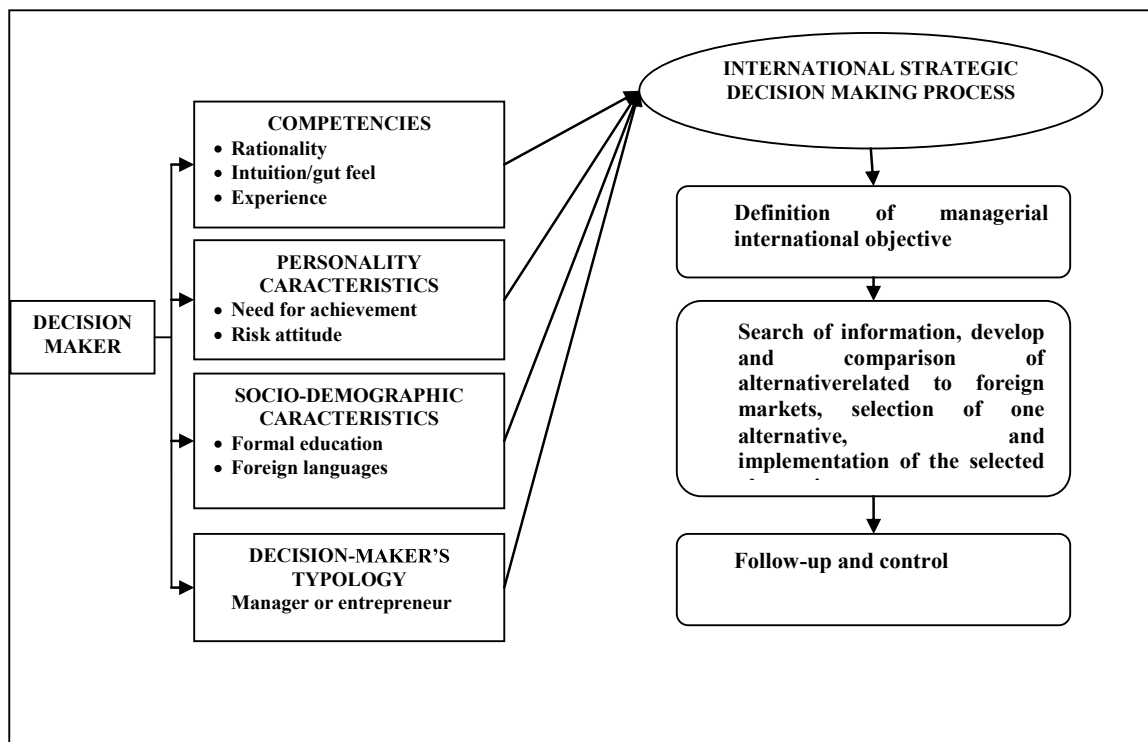 DECISION
MAKER
COMPETENCIES
• Rationality
• Intuition/gut feel
• Experience
PERSONALITY
CARACTERISTICS
• Need for achievement
• Risk attitude
SOCIO-DEMOGRAPHIC
CARACTERISTICS
• Formal education
• Foreign languages
DECISION-MAKER’S
TYPOLOGY
Manager or entrepreneur
INTERNATIONAL STRATEGIC
DECISION MAKING PROCESS
Definition of managerial
international objective
Search of information, develop
and comparison of
alternativerelated to foreign
markets, selection of one
alternative, and
implementation of the selected
Follow-up and control